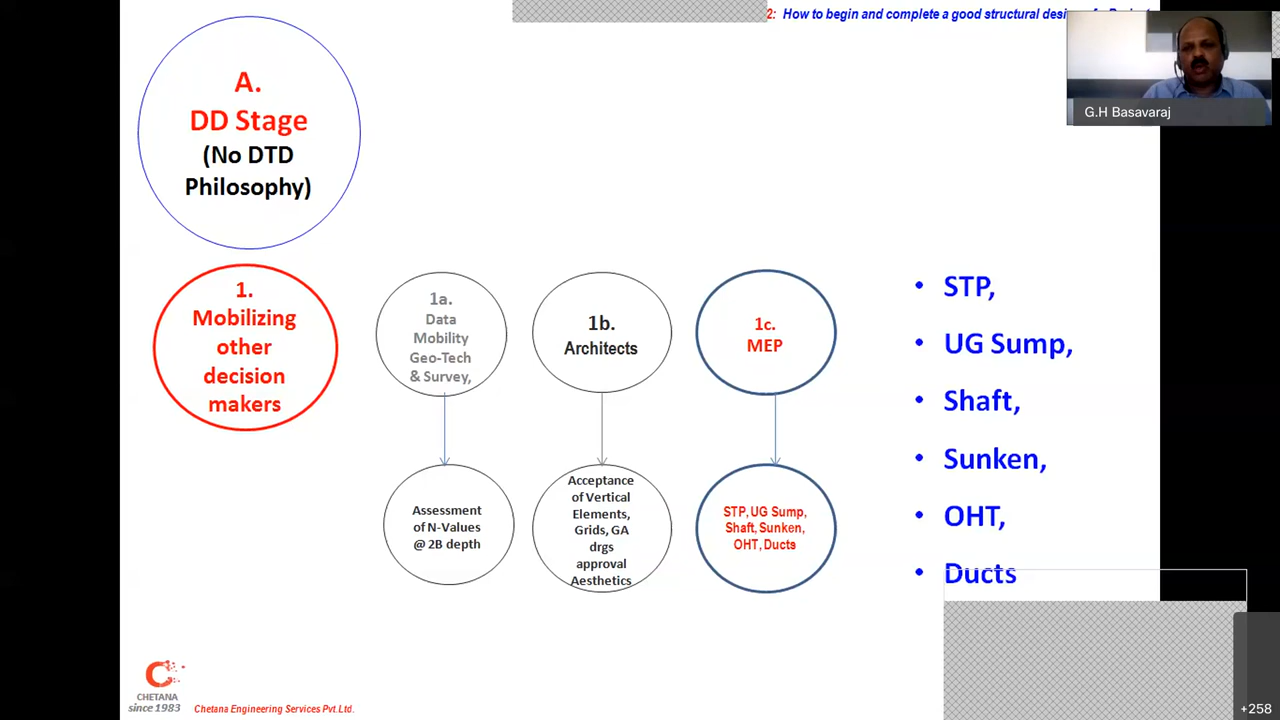 2: How to begin and complete a good structural design
G.H Basavaraj
A.
DD Stage
(No DTD
Philosophy)
1.
Mobilizing
other
decision
makers
1a.
Data
Mobility
Geo-Tech
& Survey,
1b.
Architects
1c.
MEP
Assessment
of N-Values
@ 2B depth
Acceptance
of Vertical
Elements,
Grids, GA
drgs
approval
Aesthetics
STP, UG Sump,
Shaft, Sunken,
OHT, Ducts
• STP,
• UG Sump,
• Shaft,
• Sunken,
• OHT,
• Ducts
CHETANA
since 1983
Chetana Engineering Services Pvt.Ltd.
+258